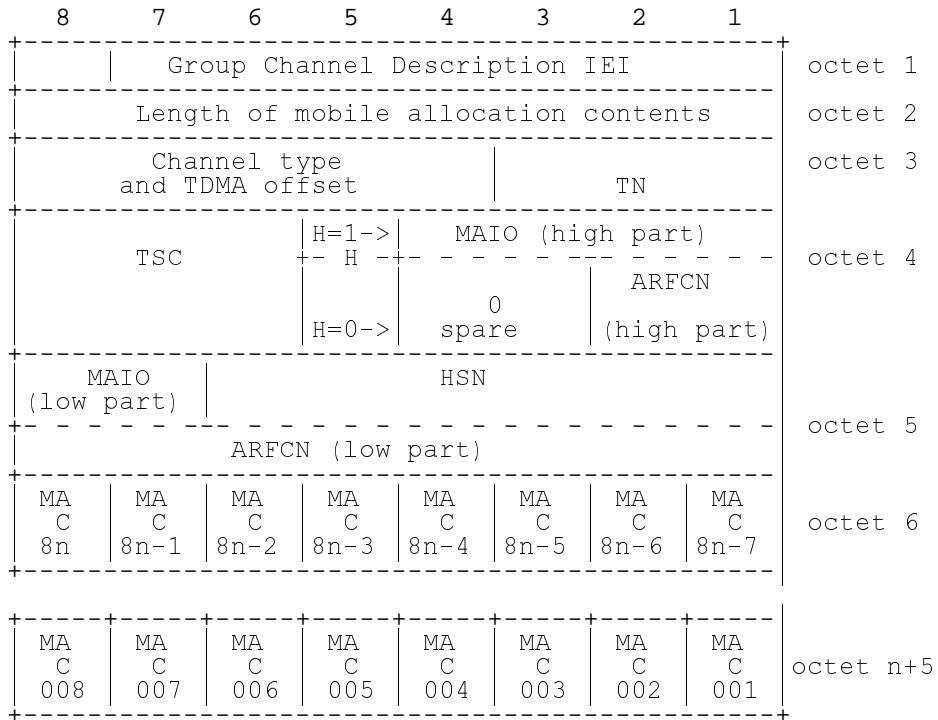 8 7 6 5 4 3 2 1
Group Channel Description IEI octet 1
Length of mobile allocation contents octet 2
Channel type octet 3
and TDMA offset TN
H=1-> MAIO (high part)
TSC H octet 4
ARFCN
0
H=0-> spare (high part)
MAIO HSN
(low part)
octet 5
ARFCN (low part)
MA MA MA MA MA MA MA MA
C C C C C C C C octet 6
8n 8n-1 8n-2 8n-3 8n-4 8n-5 8n-6 8n-7
MA MA MA MA MA MA MA MA
C C C C C C C C octet n+5
008 007 006 005 004 003 002 001